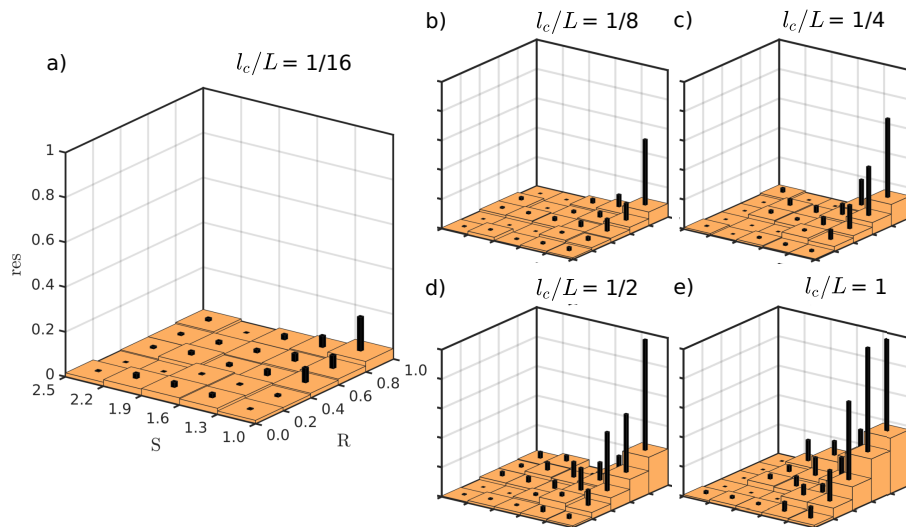 a)
l_c/L = 1/16
1
0.8
0.6
0.4
0.2
0
res
2.5
2.2
1.9
1.6
1.3
1.0
S
0.0
0.2
0.4
0.6
0.8
1.0
R
b)
l_c/L = 1/8
c)
l_c/L = 1/4
d)
l_c/L = 1/2
e)
l_c/L = 1